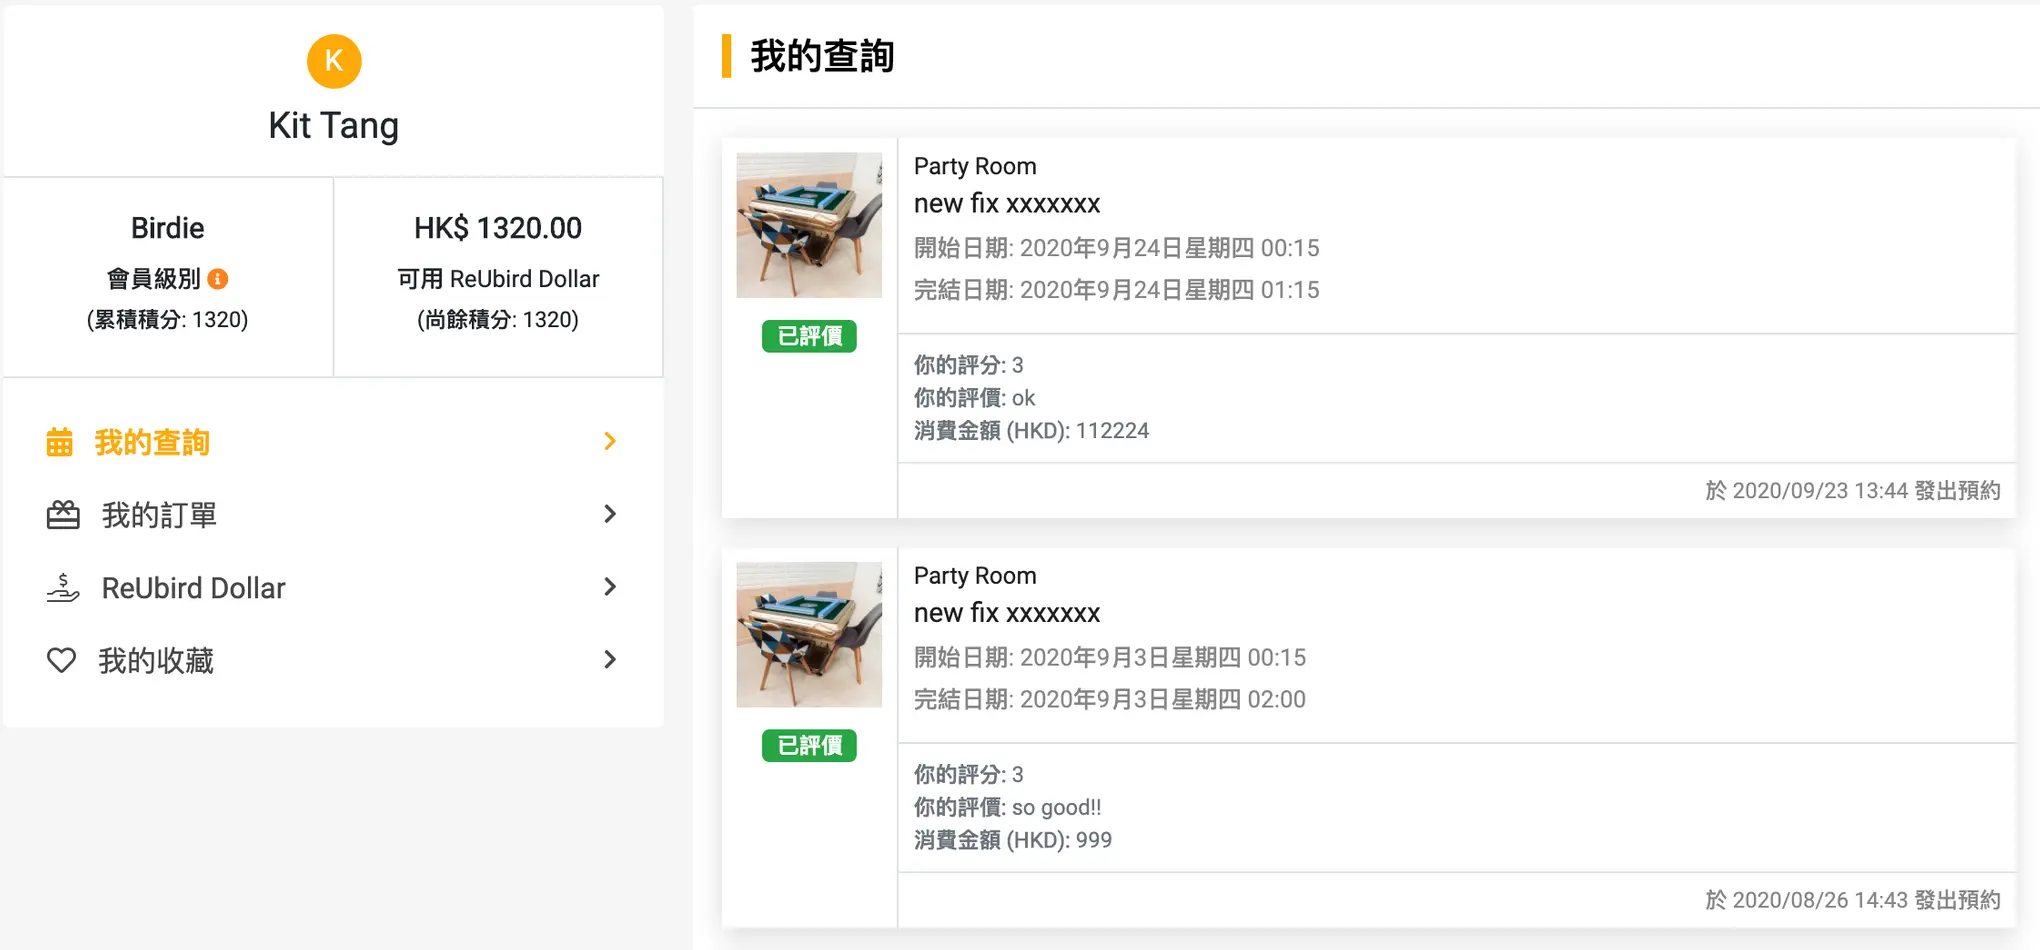 K
Kit Tang
Birdie
會員級別
(累積積分: 1320)
HK$ 1320.00
可用 ReUbird Dollar
(尚餘積分: 1320)
我的查詢
我的訂單
ReUbird Dollar
我的收藏
我的查詢
Party Room
new fix xxxxxxx
開始日期: 2020年9月24日星期四 00:15
完結日期: 2020年9月24日星期四 01:15
已評價
你的評分: 3
你的評價: ok
消費金額 (HKD): 112224
於 2020/09/23 13:44 發出預約
Party Room
new fix xxxxxxx
開始日期: 2020年9月3日星期四 00:15
完結日期: 2020年9月3日星期四 02:00
已評價
你的評分: 3
你的評價: so good!!
消費金額 (HKD): 999
於 2020/08/26 14:43 發出預約